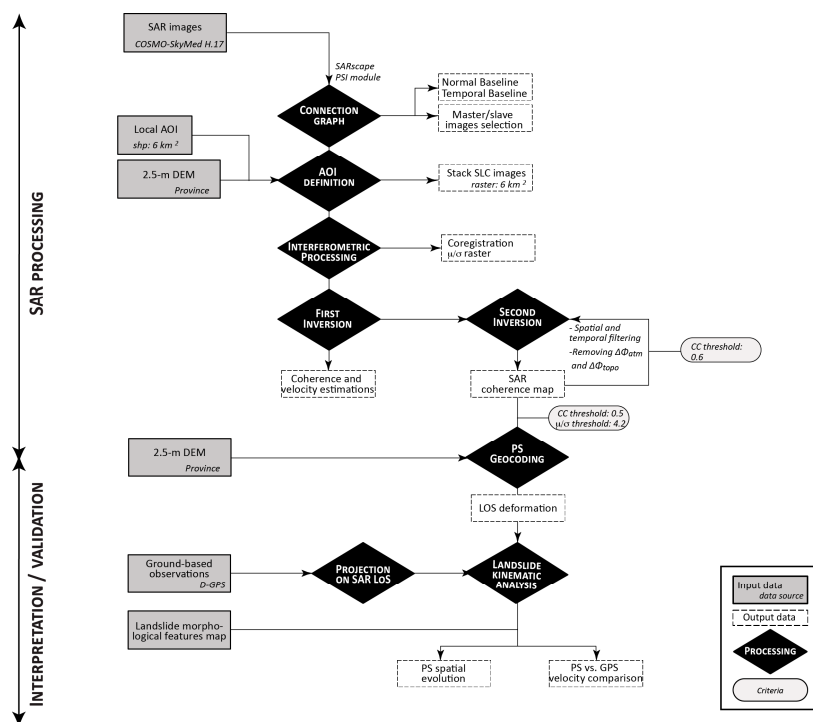 SAR images
COSMO-SkyMed H.17
SARscape
PSI module
CONNECTION
GRAPH
Normal Baseline
Temporal Baseline
Master/slave
images selection
Local AOI
shp: 6 km²
2.5-m DEM
Province
AOI
DEFINITION
Stack SLC images
raster: 6 km²
INTERFEROMETRIC
PROCESSING
Coregistration
μ/σ raster
FIRST
INVERSION
SECOND
INVERSION
- Spatial and
temporal filtering
-Removing ΔΦatm
and ΔΦtopo
CC threshold:
0.6
Coherence and
velocity estimations
SAR
coherence map
CC threshold: 0.5
μ/σ threshold: 4.2
2.5-m DEM
Province
PS
GEOCODING
LOS deformation
Ground-based
observations
D-GPS
PROJECTION
ON SAR LOS
LANDSLIDE
KINEMATIC
ANALYSIS
Landslide morpho-
logical features map
PS spatial
evolution
PS vs. GPS
velocity comparison
SAR PROCESSING
INTERPRETATION / VALIDATION
Input data
data source
Output data
PROCESSING
Criteria